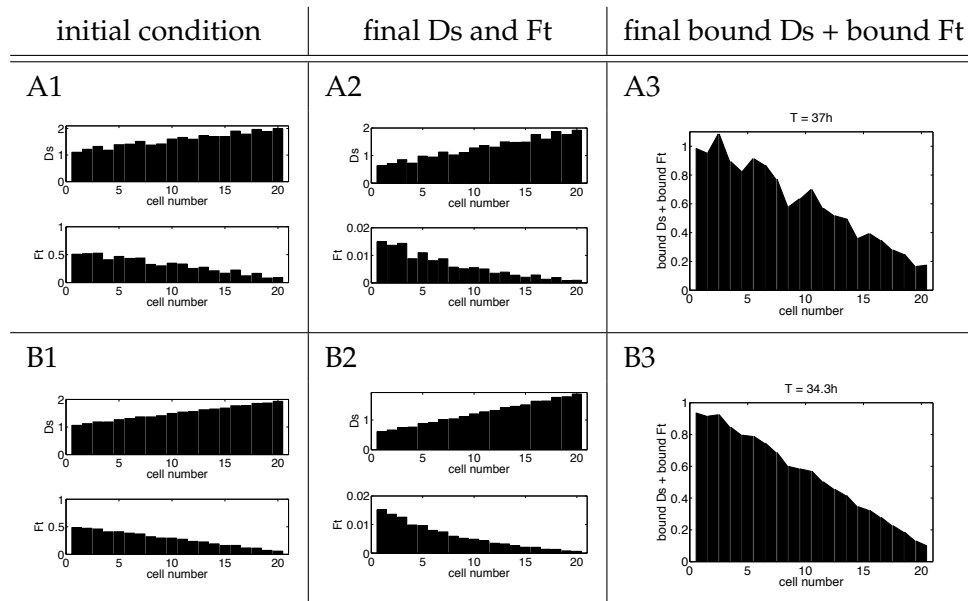 initial condition
final Ds and Ft
final bound Ds + bound Ft
A1
A2
A3
2
1
0
Ds
0 5 10 15 20
cell number
1
0.5
0
Ft
0 5 10 15 20
cell number
2
1
0
Ds
0 5 10 15 20
cell number
0.02
0.01
0
Ft
0 5 10 15 20
cell number
T = 37h
1
0.8
0.6
0.4
0.2
0
bound Ds + bound Ft
0 5 10 15 20
cell number
B1
B2
B3
2
1
0
Ds
0 5 10 15 20
cell number
1
0.5
0
Ft
0 5 10 15 20
cell number
1
0
Ds
0 5 10 15 20
cell number
0.02
0.01
0
Ft
0 5 10 15 20
cell number
T = 34.3h
1
0.8
0.6
0.4
0.2
0
bound Ds + bound Ft
0 5 10 15 20
cell number